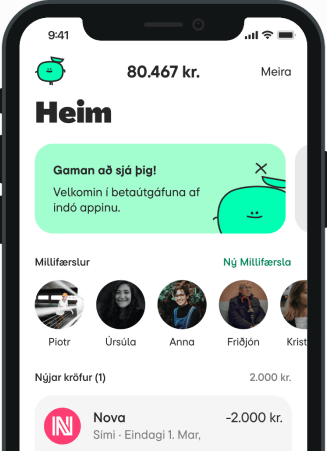 9:41
80.467 kr.
Meira
Heim
Gaman að sjá þig!
Velkomin í betaútgáfuna af
indó appinu.
Millifærslur
Ný Millifærsla
Piotr
Úrsúla
Anna
Friðjón
Krist
Nýjar kröfur (1)
2.000 kr.
Nova
-2.000 kr.
Sími · Eindagi 1. Mar,